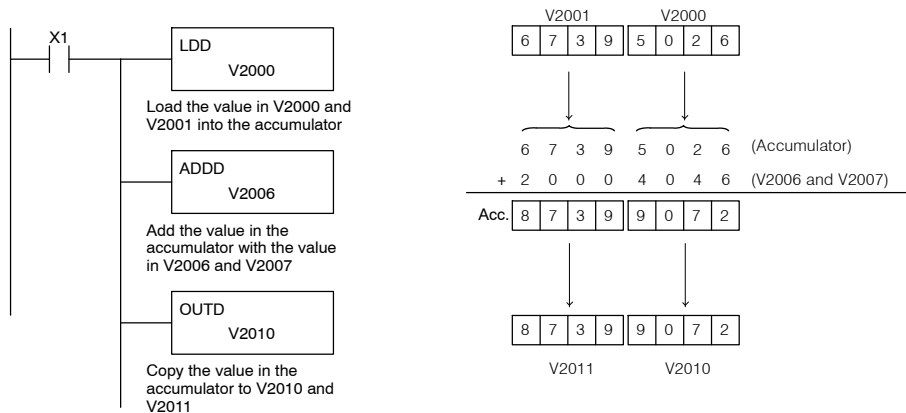 X1
LDD
V2000
Load the value in V2000 and
V2001 into the accumulator
ADDD
V2006
Add the value in the
accumulator with the value
in V2006 and V2007
OUTD
V2010
Copy the value in the
accumulator to V2010 and
V2011
V2001 V2000
6 7 3 9 5 0 2 6
6 7 3 9 5 0 2 6 (Accumulator)
+ 2 0 0 0 4 0 4 6 (V2006 and V2007)
Acc. 8 7 3 9 9 0 7 2
8 7 3 9 9 0 7 2
V2011 V2010